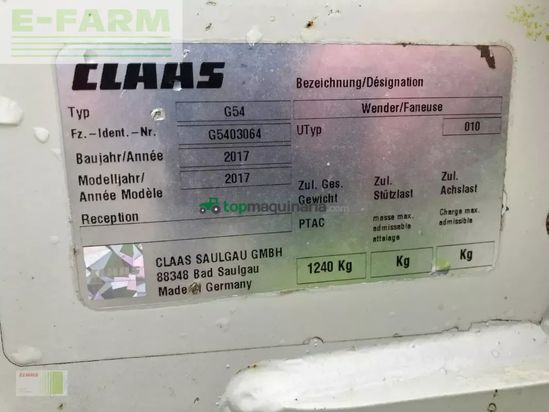 E-FARM
CLAAS
Bezeichnung/Désignation
Typ G54
Wender/Faneuse
Fz.-Ident.-Nr. G5403064
UTyp 010
Baujahr/Année 2017
Modelljahr/ 2017
Année Modèle
Zul. Ges. Zul. Zul.
Gewicht Stützlast Achslast
Reception
topmaquinaria.com
PTAC masse max. Charge max.
admissible admissible
attelage
CLAAS SAULGAU GMBH
88348 Bad Saulgau
Made in Germany
1240 Kg Kg Kg
CLAAS